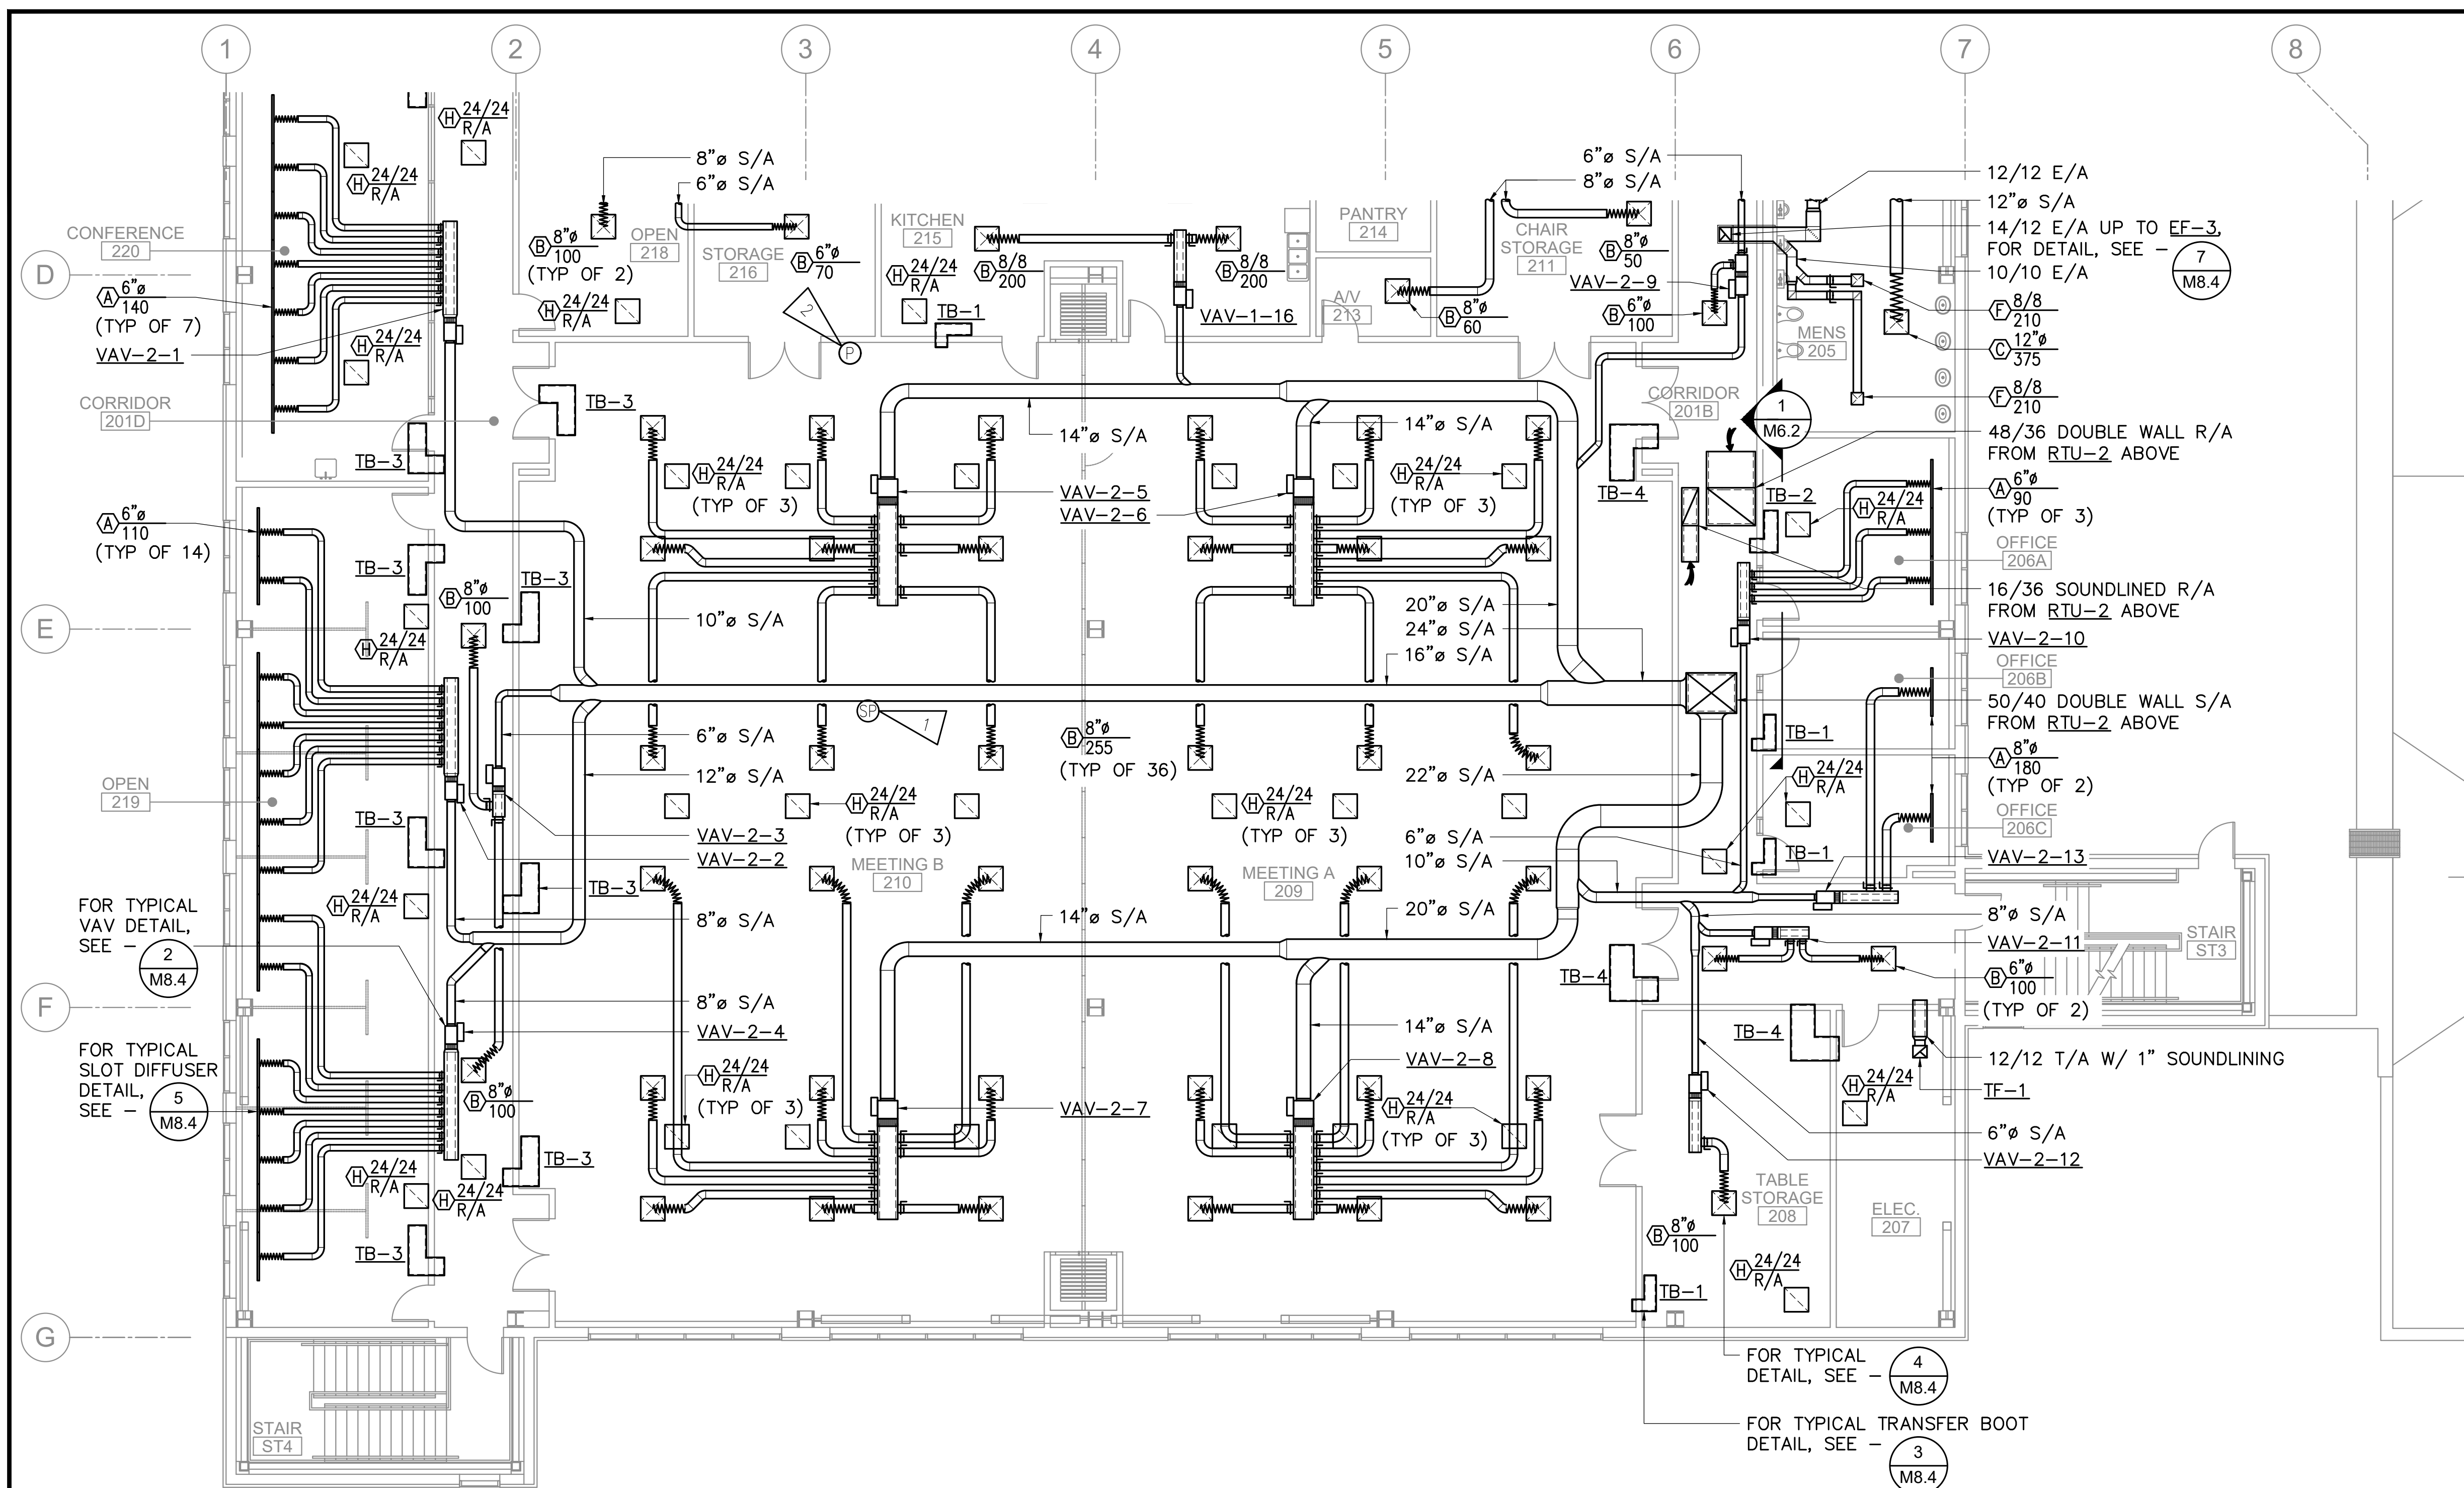 1
2
3
4
5
6
7
8
D
E
F
G
H 24/24
R/A
H 24/24
R/A
CONFERENCE
220
A 6"ø
140
(TYP OF 7)
VAV-2-1
H 24/24
R/A
CORRIDOR
201D
TB-3
TB-3
8"ø S/A
6"ø S/A
B 8"ø
100
(TYP OF 2)
OPEN
218
H 24/24
R/A
STORAGE
216
B 6"ø
70
2
P
KITCHEN
215
H 24/24
R/A
TB-1
B 8/8
200
B 8/8
200
VAV-1-16
PANTRY
214
A/V
213
B 8"ø
60
CHAIR
STORAGE
211
B 8"ø
50
6"ø S/A
8"ø S/A
VAV-2-9
B 6"ø
100
MENS
205
CORRIDOR
201B
1
M6.2
12/12 E/A
12"ø S/A
14/12 E/A UP TO EF-3,
FOR DETAIL, SEE -
7
M8.4
10/10 E/A
F 8/8
210
C 12"ø
375
F 8/8
210
48/36 DOUBLE WALL R/A
FROM RTU-2 ABOVE
A 6"ø
90
(TYP OF 3)
OFFICE
206A
16/36 SOUNDLINED R/A
FROM RTU-2 ABOVE
VAV-2-10
OFFICE
206B
50/40 DOUBLE WALL S/A
FROM RTU-2 ABOVE
A 8"ø
180
(TYP OF 2)
OFFICE
206C
VAV-2-13
8"ø S/A
VAV-2-11
STAIR
ST3
B 6"ø
100
(TYP OF 2)
12/12 T/A W/ 1" SOUNDLINING
TF-1
6"ø S/A
VAV-2-12
TB-2
H 24/24
R/A
TB-4
TB-1
H 24/24
R/A
TB-1
14"ø S/A
14"ø S/A
H 24/24
R/A
(TYP OF 3)
H 24/24
R/A
(TYP OF 3)
VAV-2-5
VAV-2-6
A 6"ø
110
(TYP OF 14)
TB-3
TB-3
B 8"ø
100
H 24/24
R/A
10"ø S/A
20"ø S/A
24"ø S/A
16"ø S/A
SP
1
6"ø S/A
12"ø S/A
B 8"ø
255
(TYP OF 36)
22"ø S/A
OPEN
219
TB-3
VAV-2-3
VAV-2-2
H 24/24
R/A
(TYP OF 3)
H 24/24
R/A
(TYP OF 3)
6"ø S/A
10"ø S/A
MEETING B
210
MEETING A
209
TB-3
H 24/24
R/A
8"ø S/A
14"ø S/A
20"ø S/A
FOR TYPICAL
VAV DETAIL,
SEE -
2
M8.4
8"ø S/A
VAV-2-4
FOR TYPICAL
SLOT DIFFUSER
DETAIL,
SEE -
5
M8.4
B 8"ø
100
H 24/24
R/A
(TYP OF 3)
VAV-2-7
14"ø S/A
VAV-2-8
H 24/24
R/A
(TYP OF 3)
TB-4
TB-4
H 24/24
R/A
TB-3
H 24/24
R/A
H 24/24
R/A
TB-3
TABLE
STORAGE
208
ELEC.
207
B 8"ø
100
H 24/24
R/A
TB-1
STAIR
ST4
FOR TYPICAL
DETAIL, SEE -
4
M8.4
FOR TYPICAL TRANSFER BOOT
DETAIL, SEE -
3
M8.4